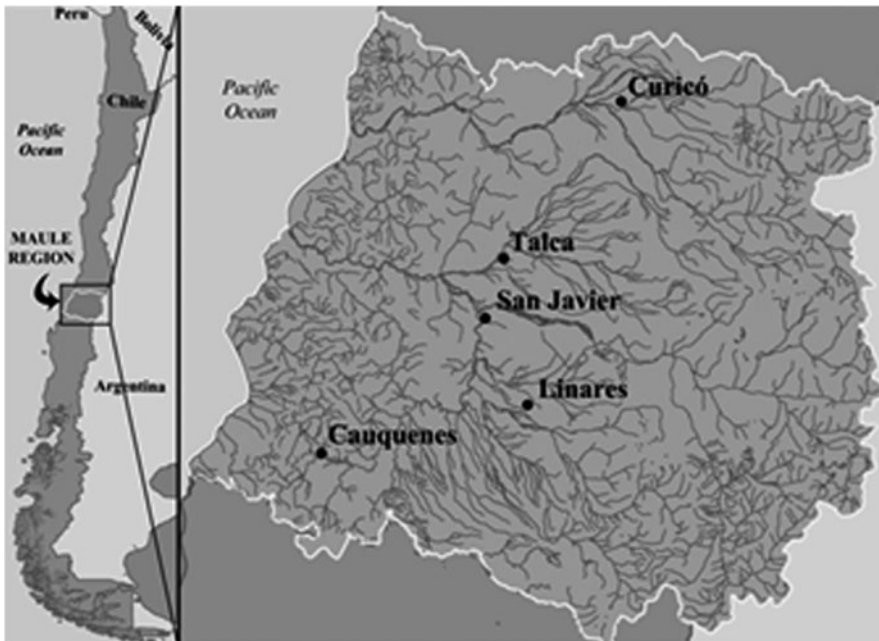 Peru
Bolivia
Chile
Pacific
Ocean
MAULE
REGION
Argentina
Pacific
Ocean
Curicó
Talca
San Javier
Linares
Cauquenes